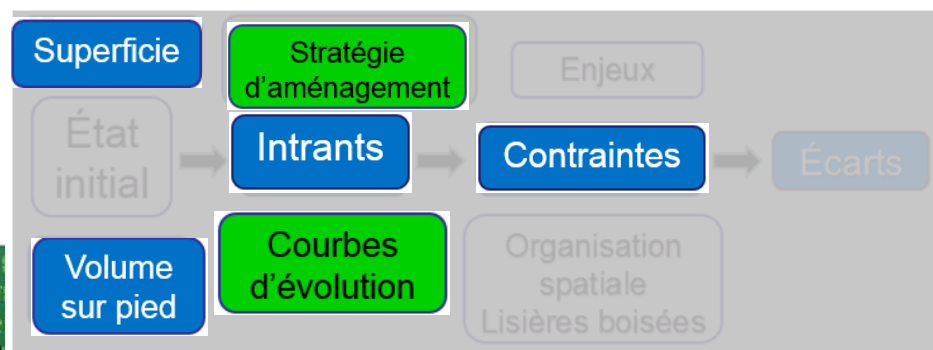 Superficie
Stratégie
d'aménagement
Enjeux
État
initial
Intrants
Contraintes
Écarts
Volume
sur pied
Courbes
d'évolution
Organisation
spatiale
Lisières boisées